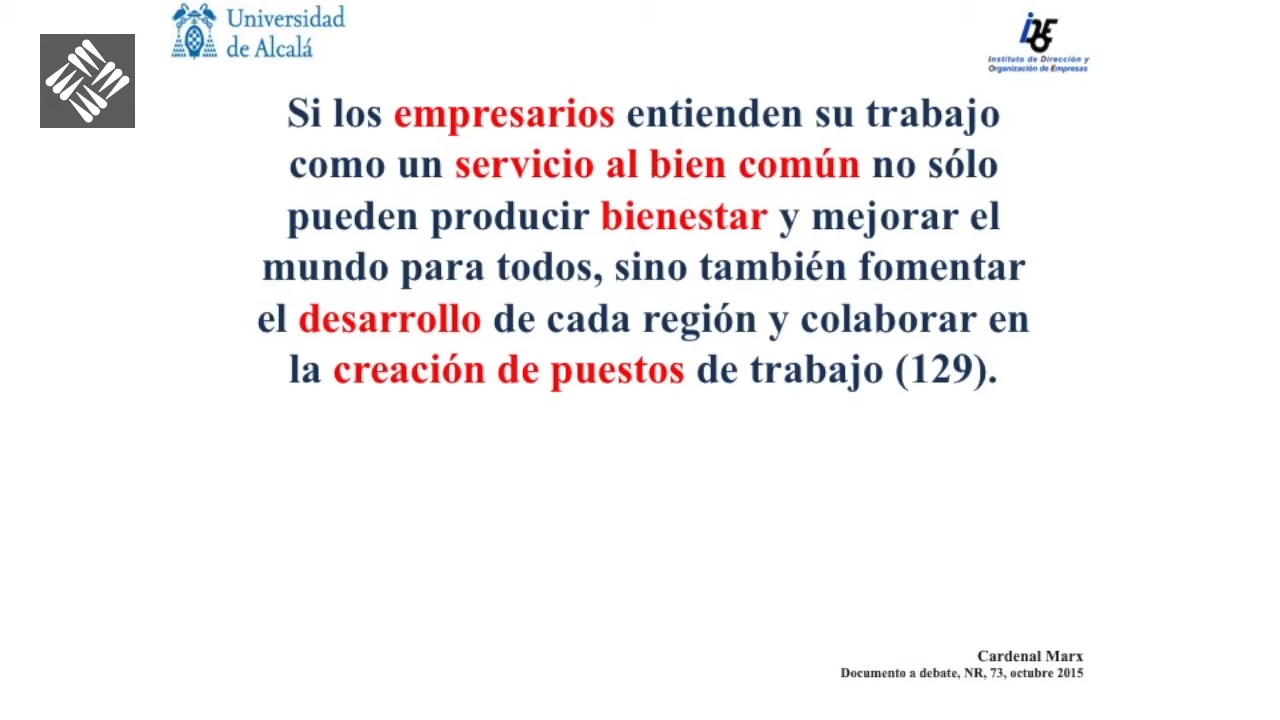 Universidad
de Alcalá
IDOE
Instituto de Dirección y
Organización de Empresas
Si los empresarios entienden su trabajo
como un servicio al bien común no sólo
pueden producir bienestar y mejorar el
mundo para todos, sino también fomentar
el desarrollo de cada región y colaborar en
la creación de puestos de trabajo (129).
Cardenal Marx
Documento a debate, NR, 73, octubre 2015